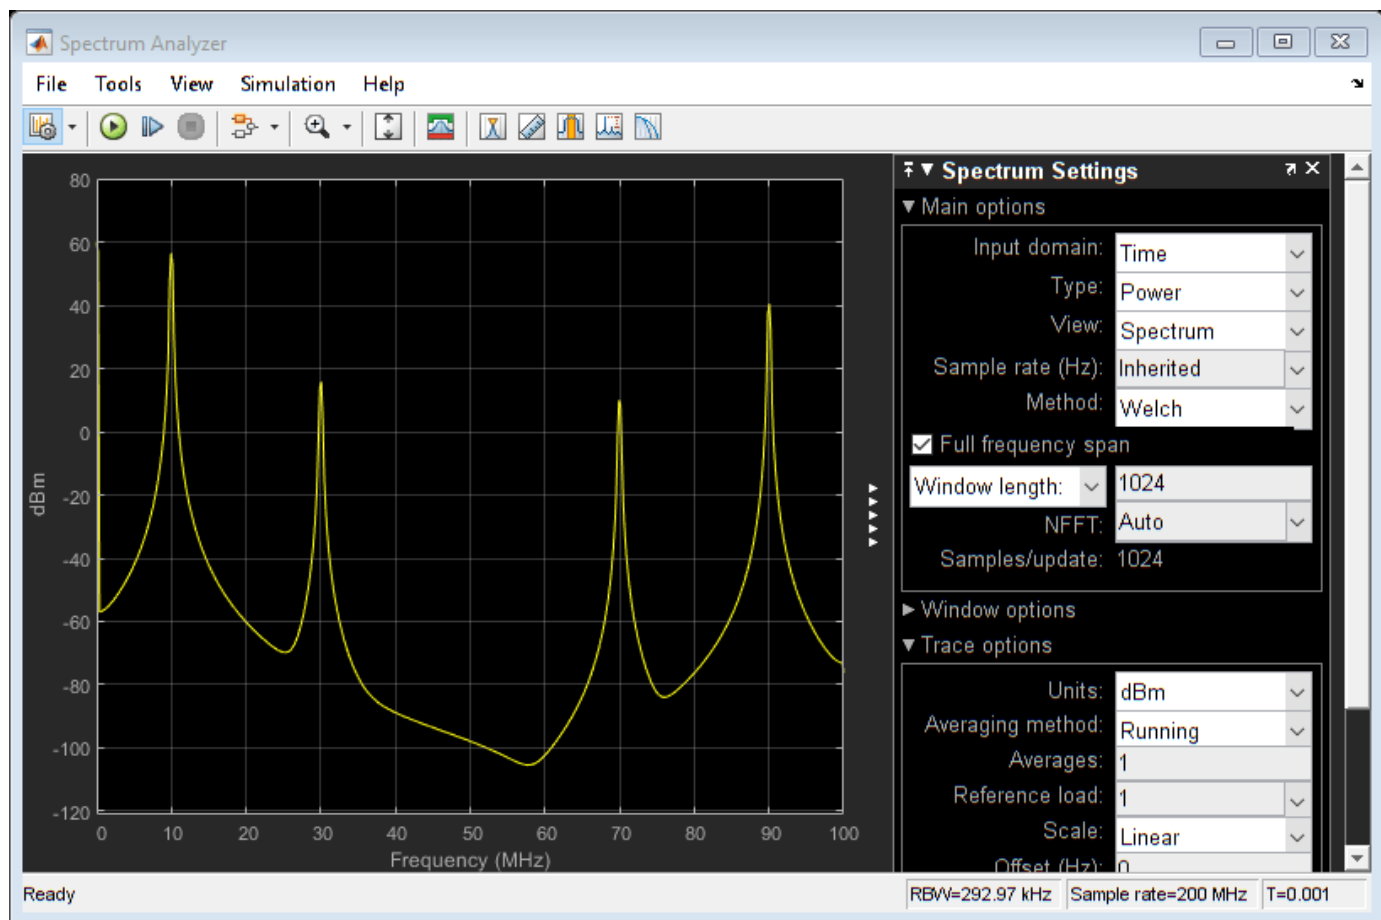 Spectrum Analyzer
File Tools View Simulation Help
80
60
40
20
0
-20
-40
-60
-80
-100
-120
dBm
0 10 20 30 40 50 60 70 80 90 100
Frequency (MHz)
Spectrum Settings
Main options
Input domain: Time
Type: Power
View: Spectrum
Sample rate (Hz): Inherited
Method: Welch
Full frequency span
Window length: 1024
NFFT: Auto
Samples/update: 1024
Window options
Trace options
Units: dBm
Averaging method: Running
Averages: 1
Reference load: 1
Scale: Linear
Offset (Hz): 0
Ready
RBW=292.97 kHz Sample rate=200 MHz T=0.001